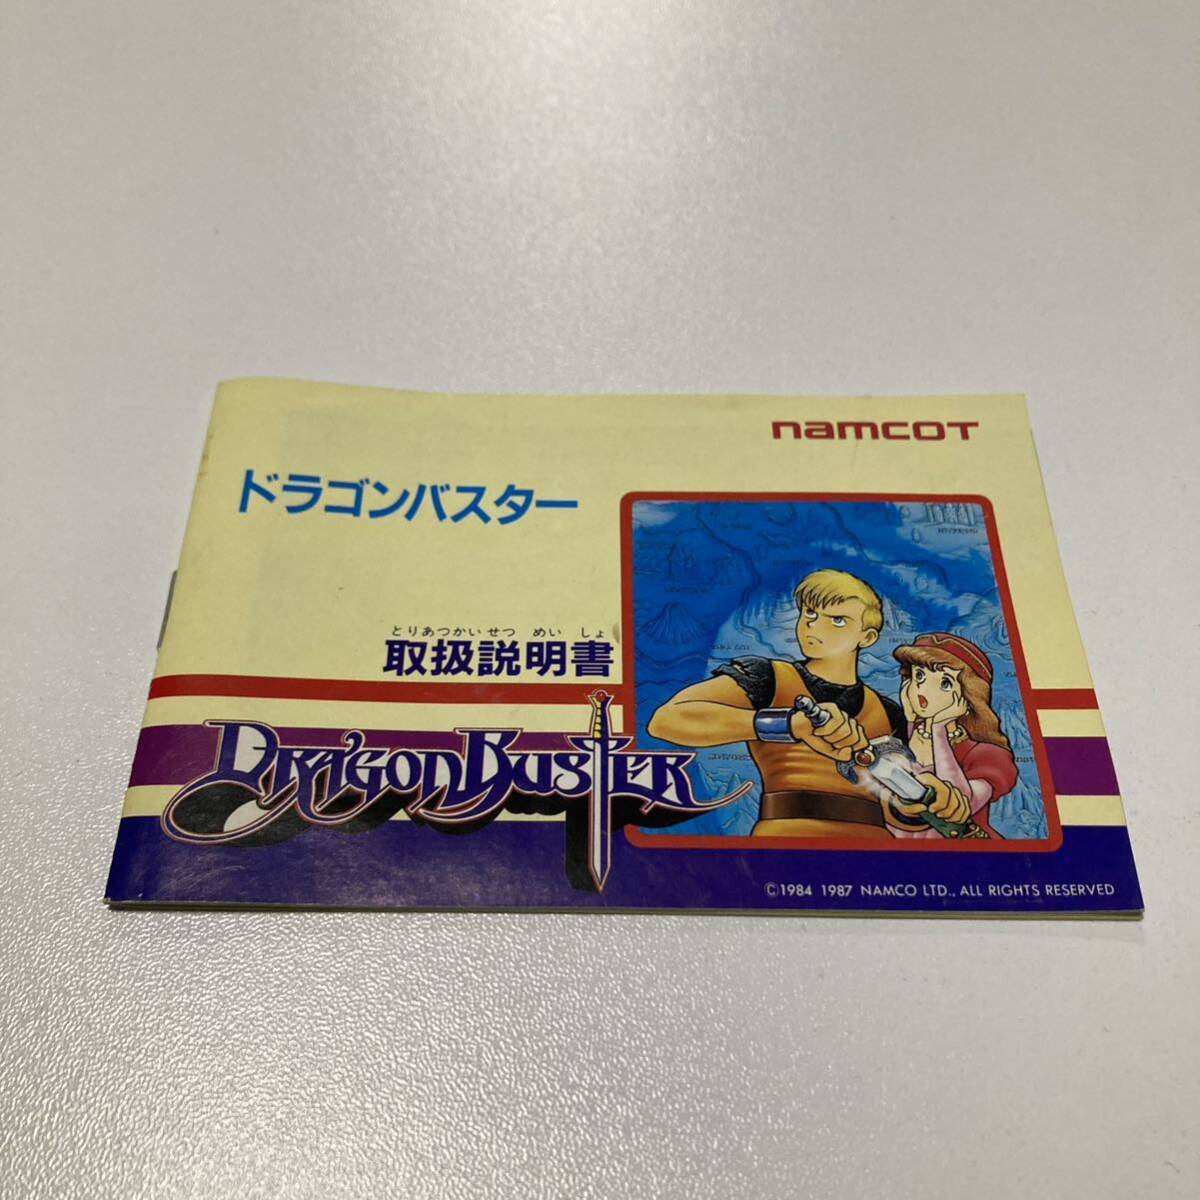 namcoT
ドラゴンバスター
とりあつかいせつ めい しょ
取扱説明書
DRAGON BUSTER
©1984 1987 NAMCO LTD., ALL RIGHTS RESERVED